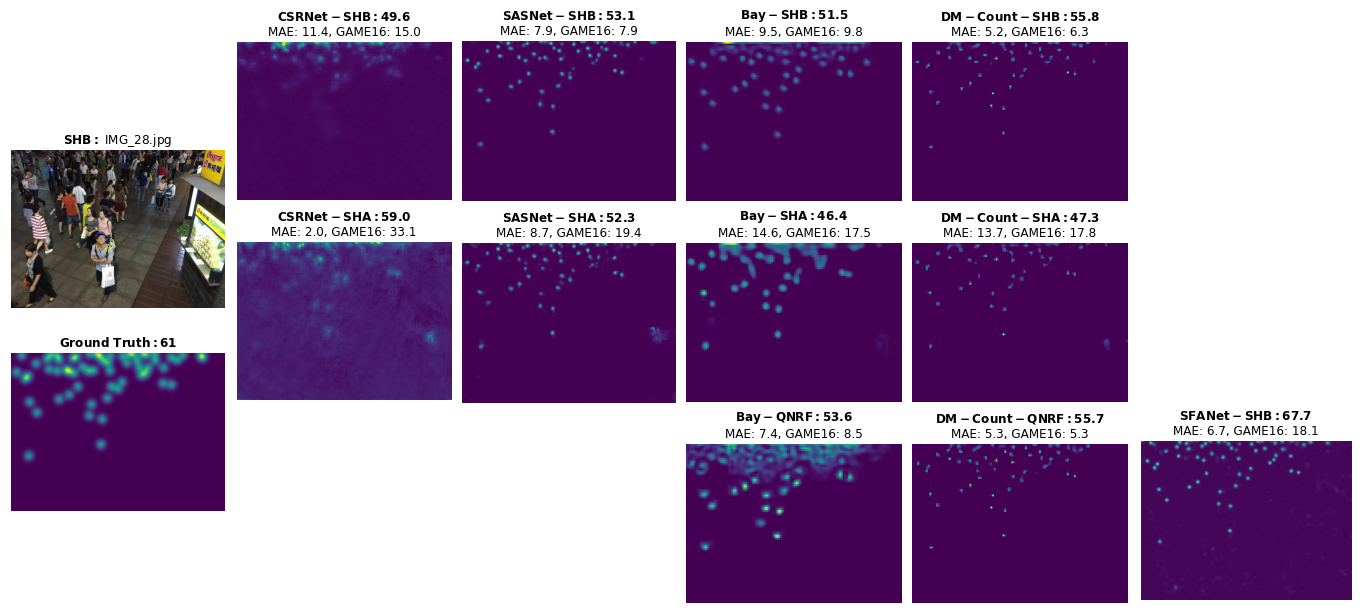 CSRNet − SHB: 49.6
MAE: 11.4, GAME16: 15.0
SASNet − SHB: 53.1
MAE: 7.9, GAME16: 7.9
Bay − SHB: 51.5
MAE: 9.5, GAME16: 9.8
DM − Count − SHB: 55.8
MAE: 5.2, GAME16: 6.3
SHB: IMG_28.jpg
CSRNet − SHA: 59.0
MAE: 2.0, GAME16: 33.1
SASNet − SHA: 52.3
MAE: 8.7, GAME16: 19.4
Bay − SHA: 46.4
MAE: 14.6, GAME16: 17.5
DM − Count − SHA: 47.3
MAE: 13.7, GAME16: 17.8
Ground Truth: 61
Bay − QNRF: 53.6
MAE: 7.4, GAME16: 8.5
DM − Count − QNRF: 55.7
MAE: 5.3, GAME16: 5.3
SFANet − SHB: 67.7
MAE: 6.7, GAME16: 18.1